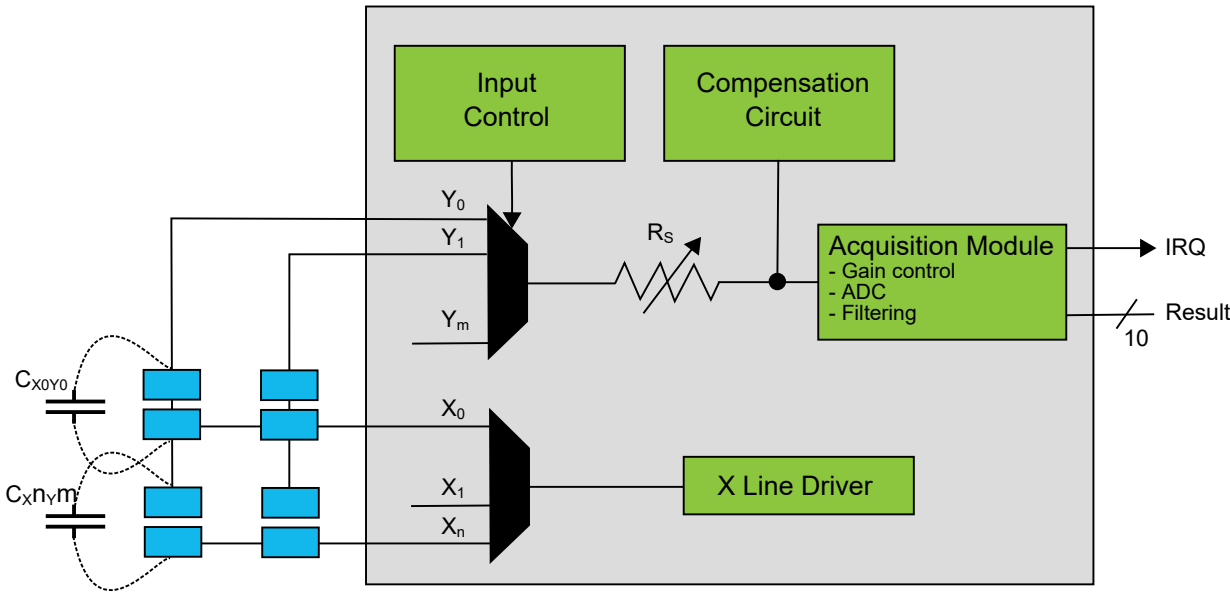 Input
Control
Compensation
Circuit
Y0
Y1
Ym
RS
Acquisition Module
- Gain control
- ADC
- Filtering
IRQ
Result
10
CX0Y0
CXnYm
X0
X1
Xn
X Line Driver